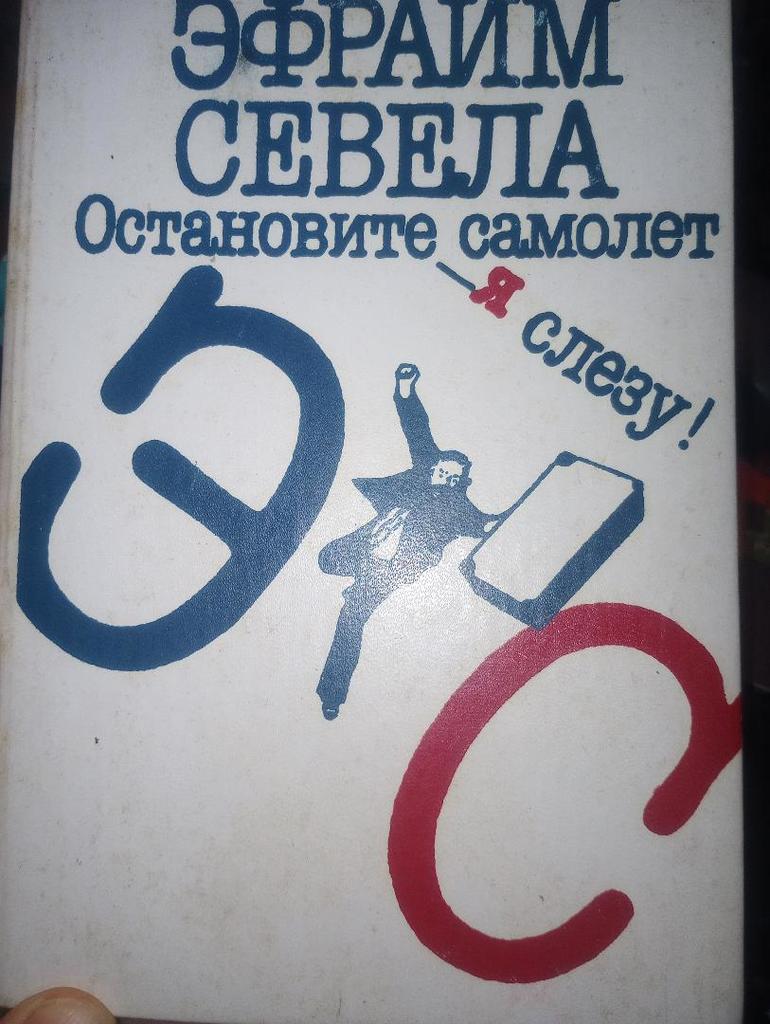 ЭФРАИМ
СЕВЕЛА
Остановите самолет
—я слезу!
Э
С